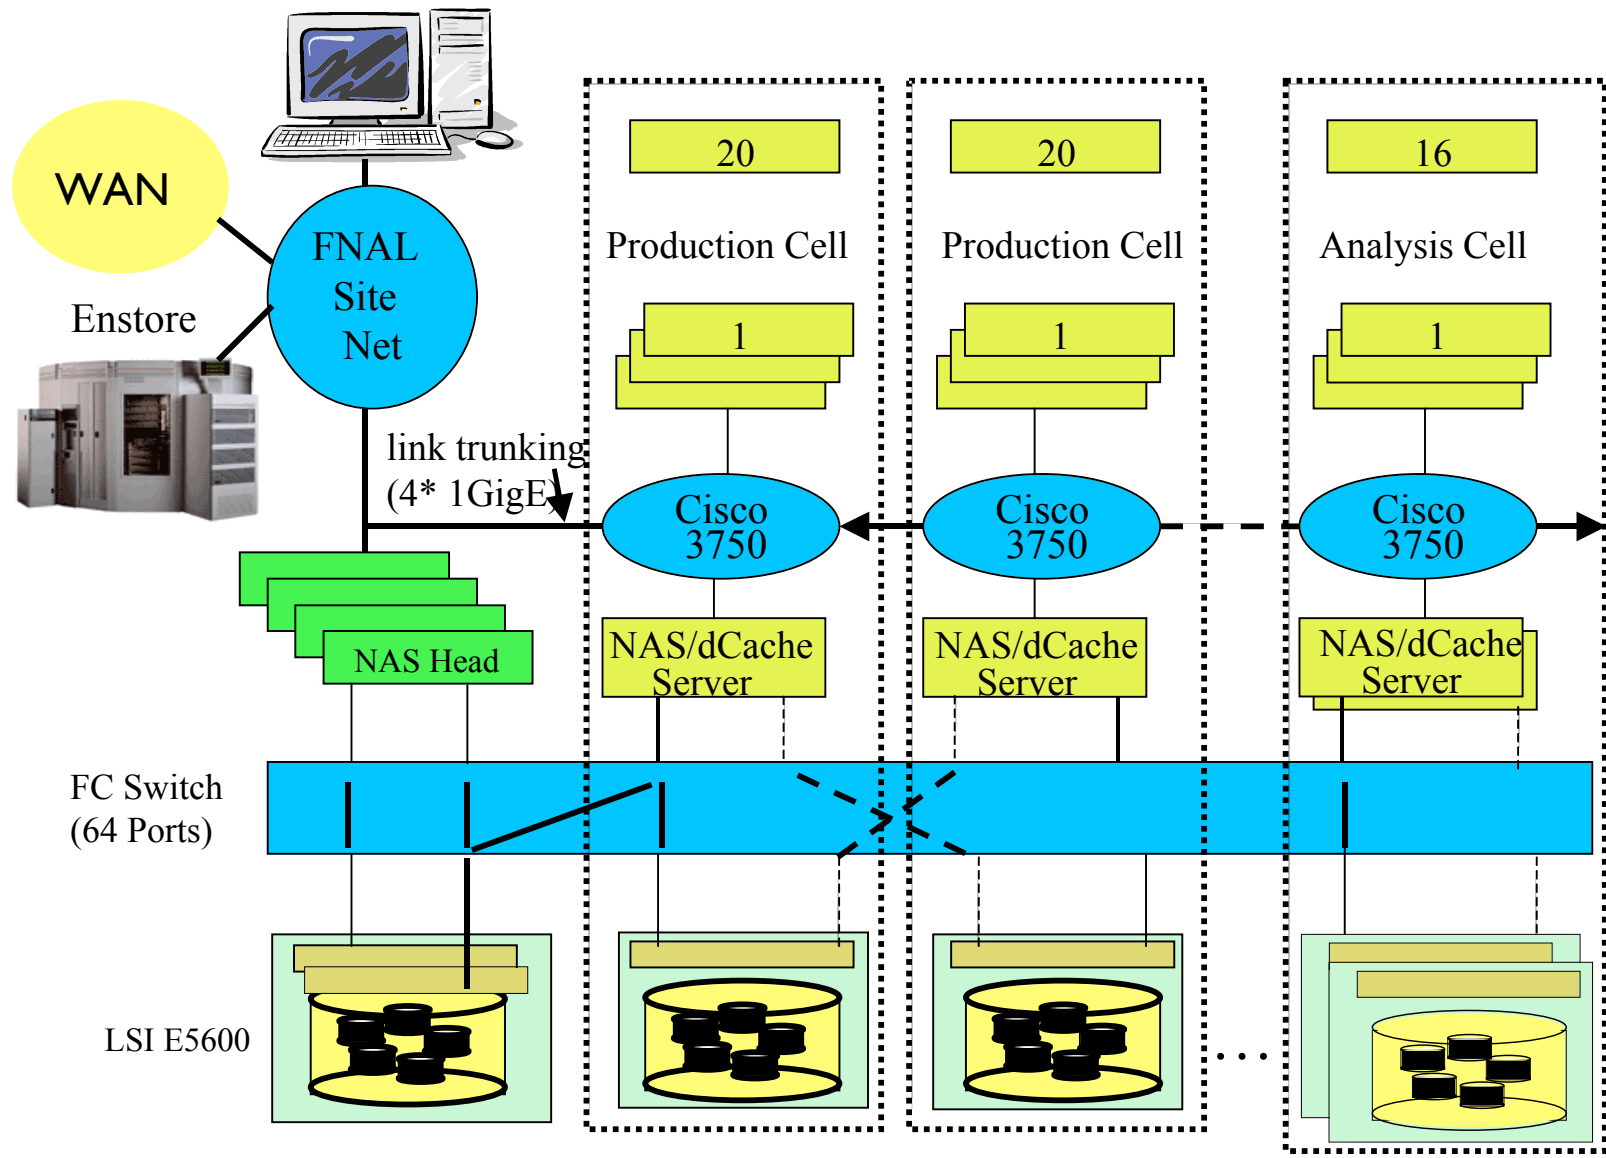 20
20
16
WAN
FNAL
Site
Net
Production Cell
Production Cell
Analysis Cell
Enstore
1
1
1
link trunking
(4* 1GigE)
Cisco
3750
Cisco
3750
Cisco
3750
NAS Head
NAS/dCache
Server
NAS/dCache
Server
NAS/dCache
Server
FC Switch
(64 Ports)
LSI E5600
. . .